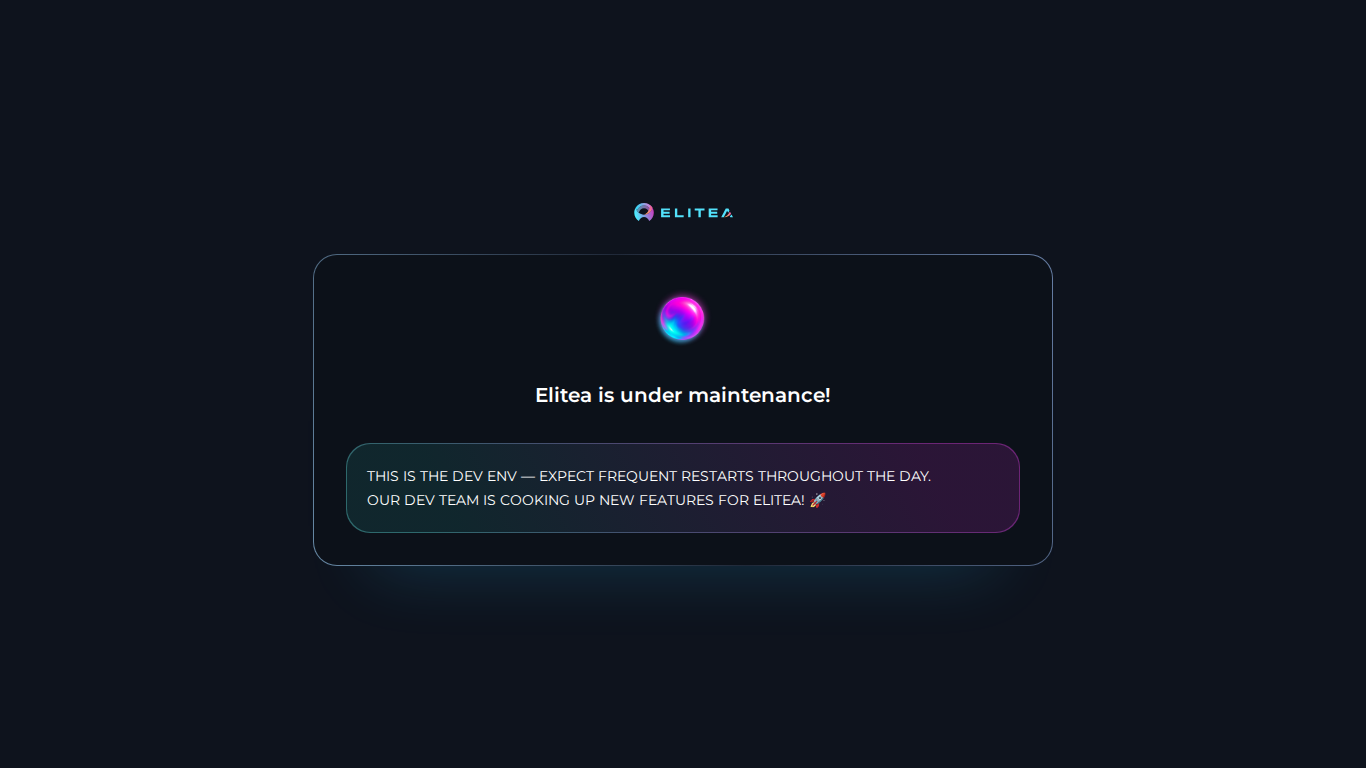 ELITEA
Elitea is under maintenance!
THIS IS THE DEV ENV — EXPECT FREQUENT RESTARTS THROUGHOUT THE DAY.
OUR DEV TEAM IS COOKING UP NEW FEATURES FOR ELITEA! 🚀